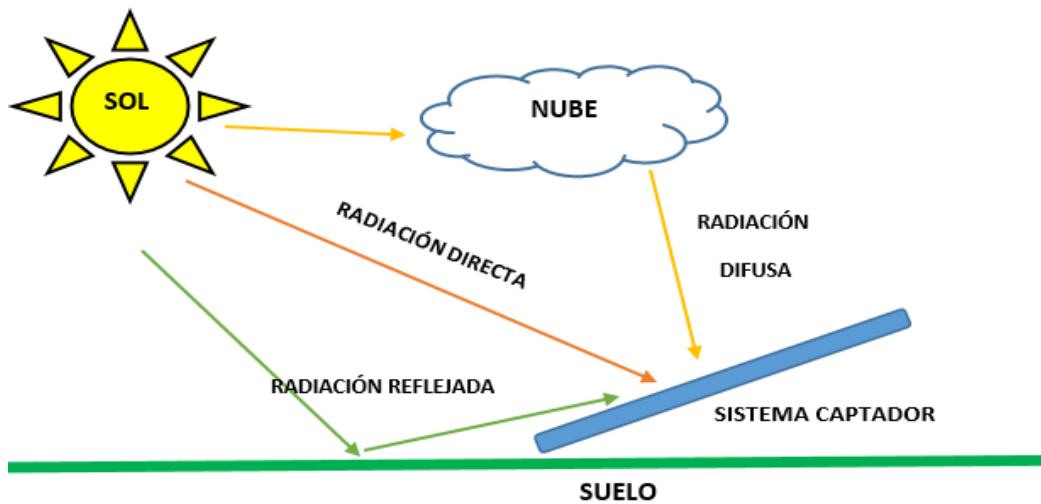 SOL
NUBE
RADIACIÓN DIRECTA
RADIACIÓN
DIFUSA
RADIACIÓN REFLEJADA
SISTEMA CAPTADOR
SUELO